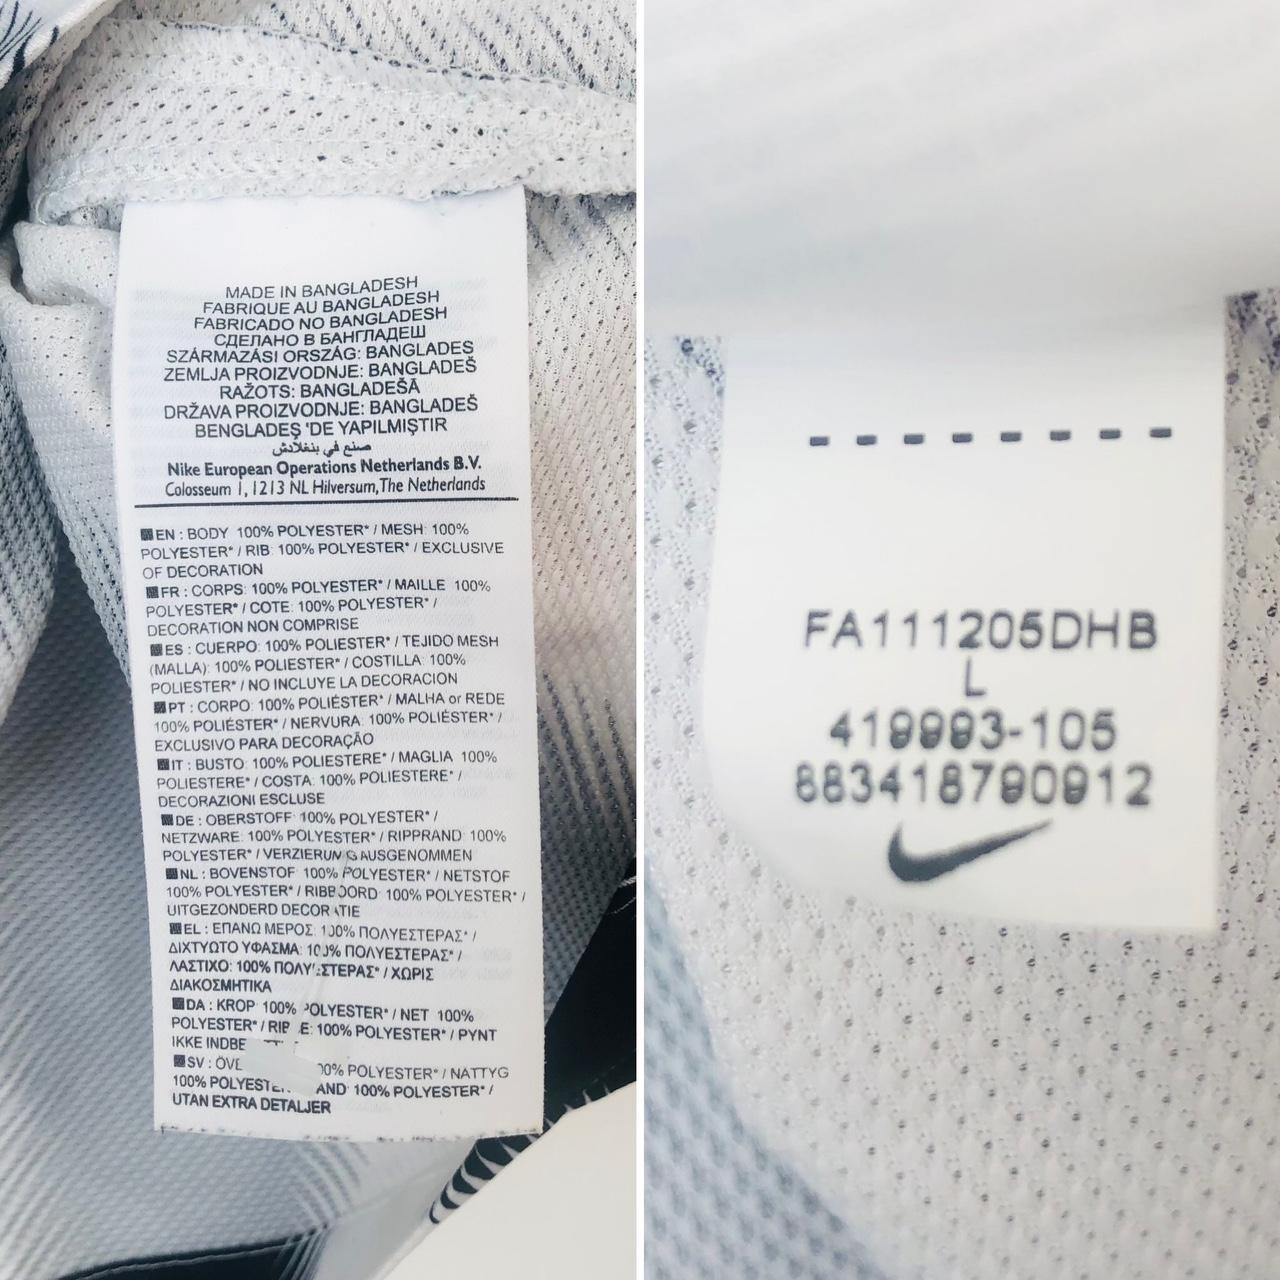 MADE IN BANGLADESH
FABRIQUE AU BANGLADESH
FABRICADO NO BANGLADESH
СДЕЛАНО В БАНГЛАДЕШ
SZÁRMAZÁSI ORSZÁG: BANGLADES
ZEMLJA PROIZVODNJE: BANGLADEŠ
RAŽOTS: BANGLADEŠĀ
DRŽAVA PROIZVODNJE: BANGLADEŠ
BENGLADEŞ 'DE YAPILMIŞTIR
صنع في بنغلادش
Nike European Operations Netherlands B.V.
Colosseum 1, 1213 NL Hilversum, The Netherlands
EN : BODY 100% POLYESTER* / MESH: 100%
POLYESTER* / RIB: 100% POLYESTER* / EXCLUSIVE
OF DECORATION
FR : CORPS: 100% POLYESTER* / MAILLE 100%
POLYESTER* / COTE: 100% POLYESTER* /
DECORATION NON COMPRISE
ES : CUERPO: 100% POLIESTER* / TEJIDO MESH
(MALLA): 100% POLIESTER* / COSTILLA: 100%
POLIESTER* / NO INCLUYE LA DECORACION
PT : CORPO: 100% POLIÉSTER* / MALHA or REDE
100% POLIÉSTER* / NERVURA: 100% POLIÉSTER* /
EXCLUSIVO PARA DECORAÇÃO
IT : BUSTO: 100% POLIESTERE* / MAGLIA 100%
POLIESTERE* / COSTA: 100% POLIESTERE* /
DECORAZIONI ESCLUSE
DE : OBERSTOFF: 100% POLYESTER* /
NETZWARE: 100% POLYESTER* / RIPPRAND: 100%
POLYESTER* / VERZIERUNG AUSGENOMMEN
NL : BOVENSTOF: 100% POLYESTER* / NETSTOF
100% POLYESTER* / RIBBOORD: 100% POLYESTER* /
UITGEZONDERD DECORATIE
EL : ΕΠΑΝΩ ΜΕΡΟΣ: 100% ΠΟΛΥΕΣΤΕΡΑΣ* /
ΔΙΧΤΥΩΤΟ ΥΦΑΣΜΑ: 100% ΠΟΛΥΕΣΤΕΡΑΣ* /
ΛΑΣΤΙΧΟ: 100% ΠΟΛΥΕΣΤΕΡΑΣ* / ΧΩΡΙΣ
ΔΙΑΚΟΣΜΗΤΙΚΑ
DA : KROP 100% POLYESTER* / NET 100%
POLYESTER* / 100% POLYESTER* / PYNT
IKKE
SV : 100% POLYESTER* / NATTYG
100% 100% POLYESTER* /
UTAN EXTRA DETALJER
FA111205DHB
L
419993-105
883418790912